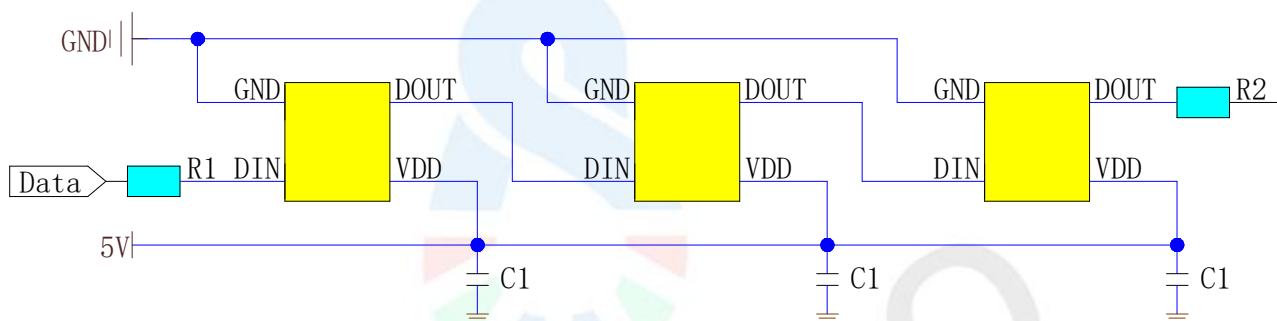 GND
GND DOUT GND DOUT GND DOUT R2
Data R1 DIN VDD DIN VDD DIN VDD
5V
C1 C1 C1